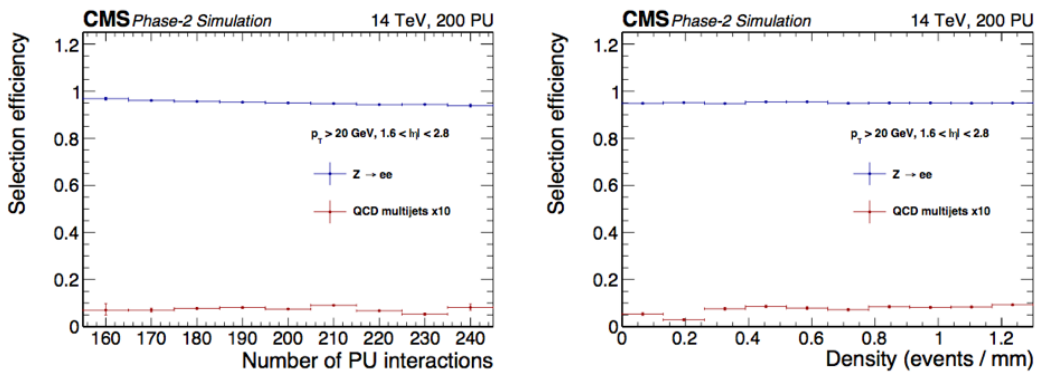 CMS Phase-2 Simulation 14 TeV, 200 PU
Selection efficiency
1.2
1
0.8
0.6
0.4
0.2
0
p_T > 20 GeV, 1.6 < |η| < 2.8
Z → ee
QCD multijets x10
160 170 180 190 200 210 220 230 240
Number of PU interactions
CMS Phase-2 Simulation 14 TeV, 200 PU
Selection efficiency
1.2
1
0.8
0.6
0.4
0.2
0
p_T > 20 GeV, 1.6 < |η| < 2.8
Z → ee
QCD multijets x10
0 0.2 0.4 0.6 0.8 1 1.2
Density (events / mm)